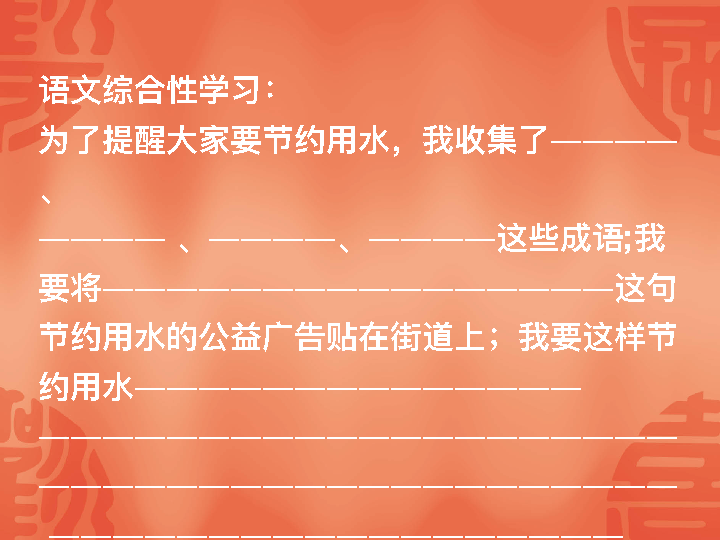 语文综合性学习：
为了提醒大家要节约用水，我收集了————
、
———— 、————、————这些成语;我
要将————————————————这句
节约用水的公益广告贴在街道上；我要这样节
约用水——————————————
————————————————————
————————————————————
——————————————————